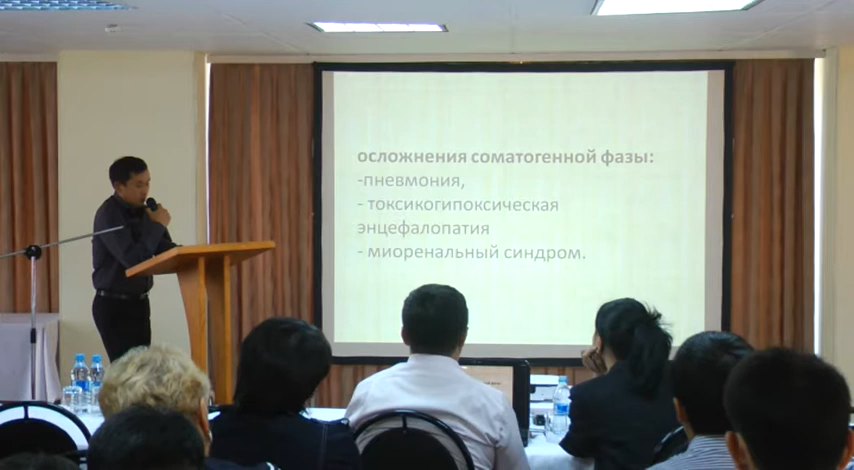 осложнения соматогенной фазы:
-пневмония,
- токсикогипоксическая
энцефалопатия
- миоренальный синдром.